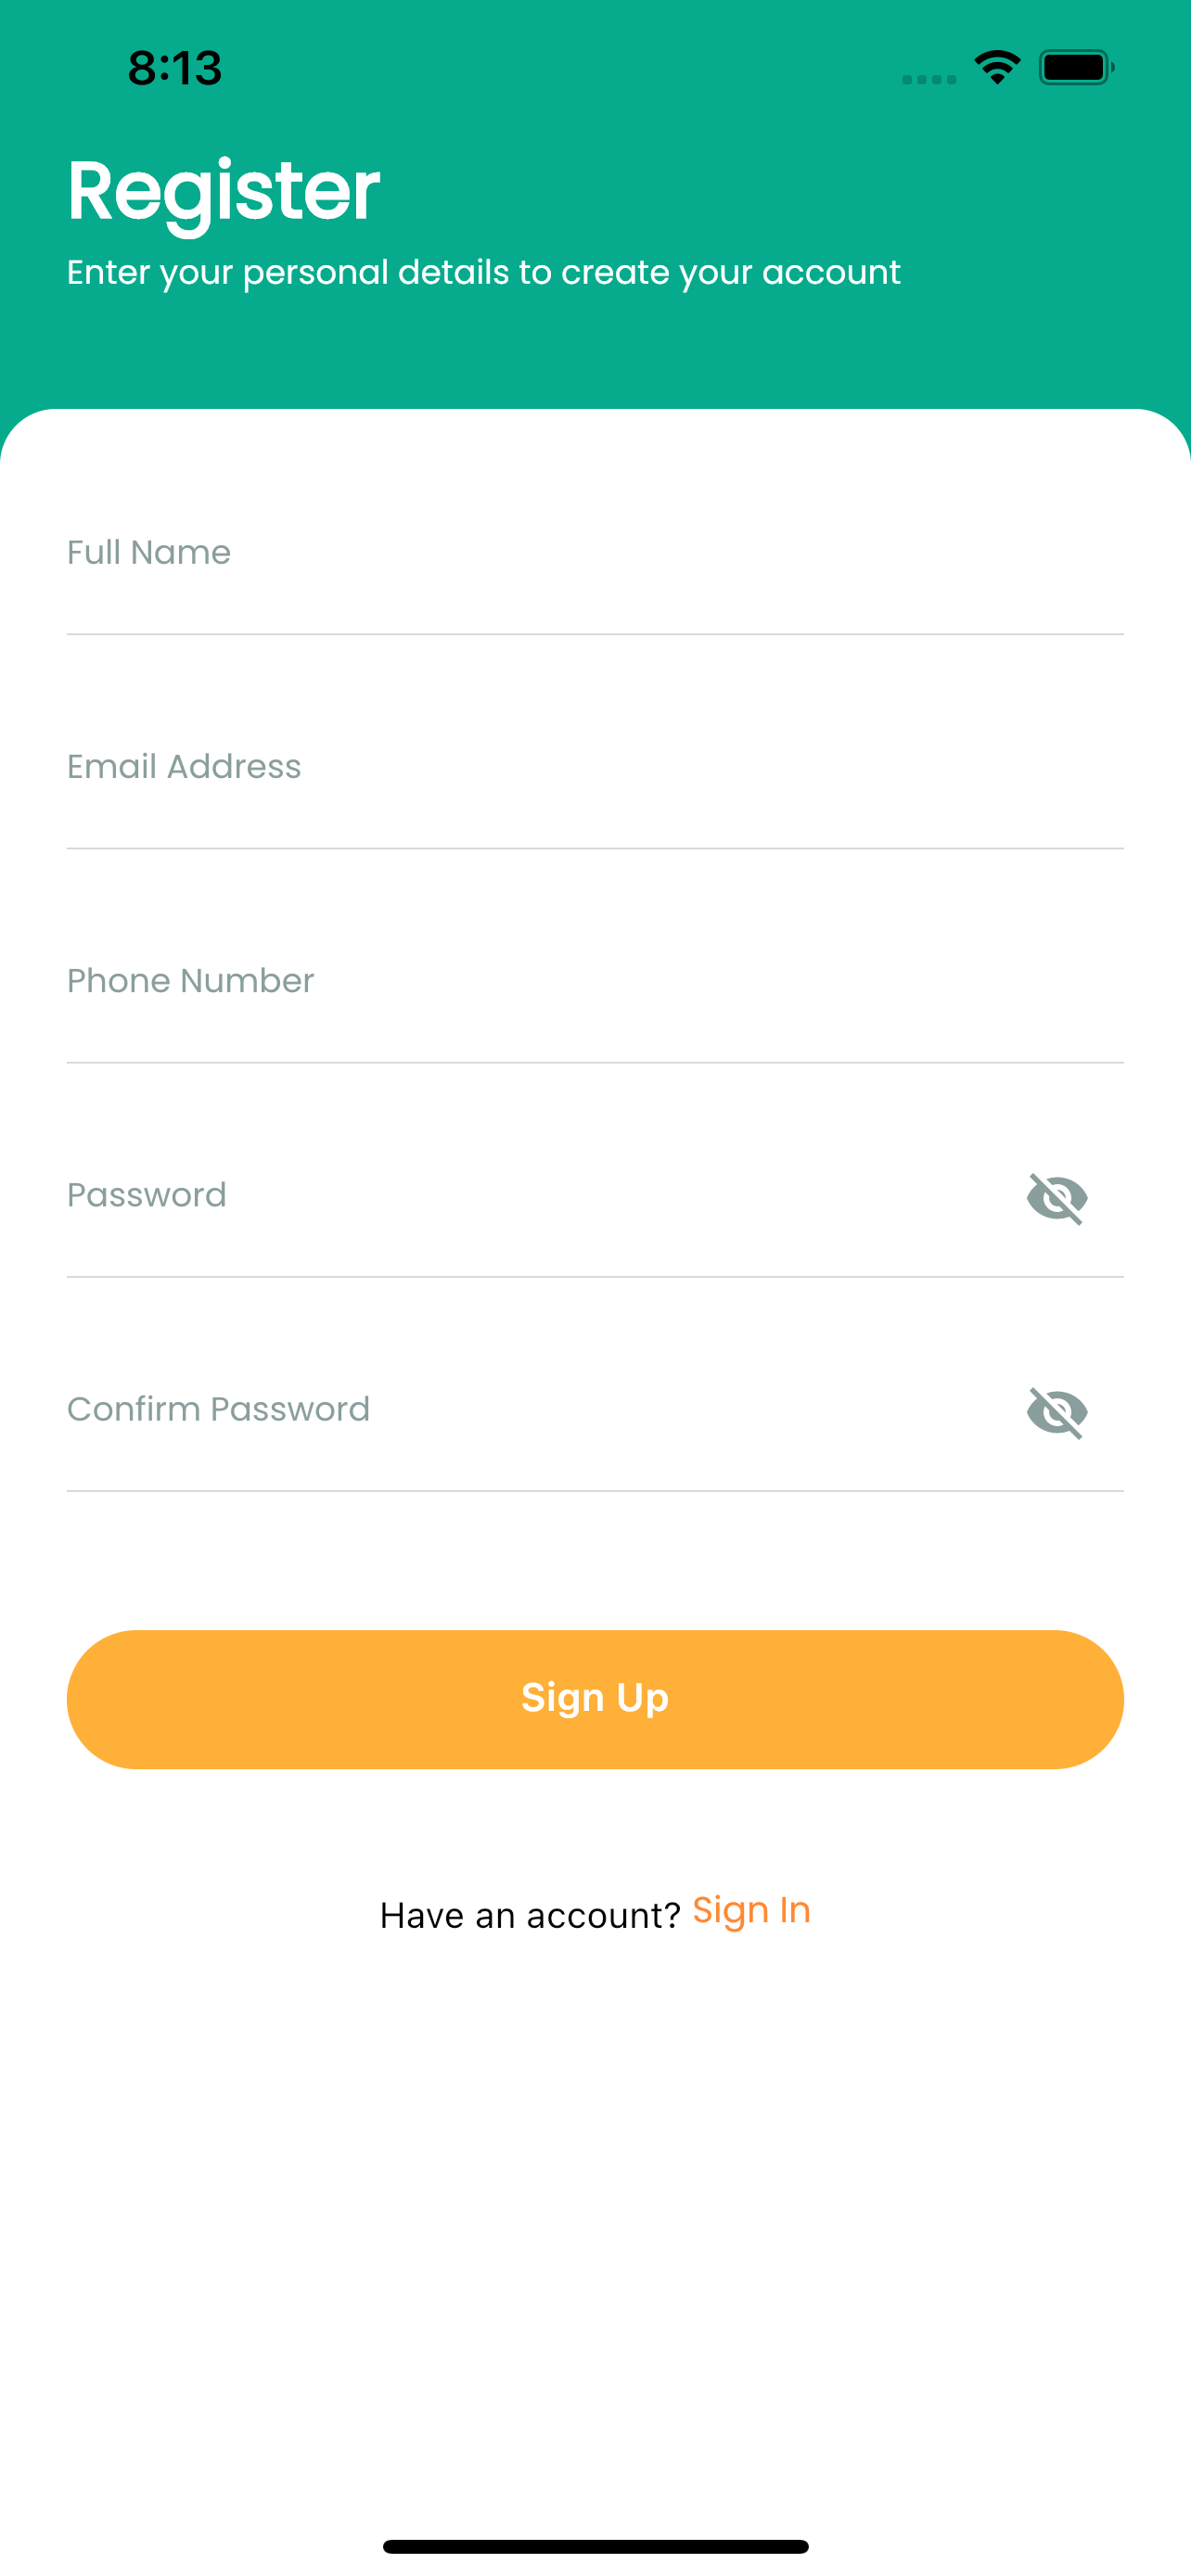 8:13
Register
Enter your personal details to create your account
Full Name
Email Address
Phone Number
Password
Confirm Password
Sign Up
Have an account? Sign In